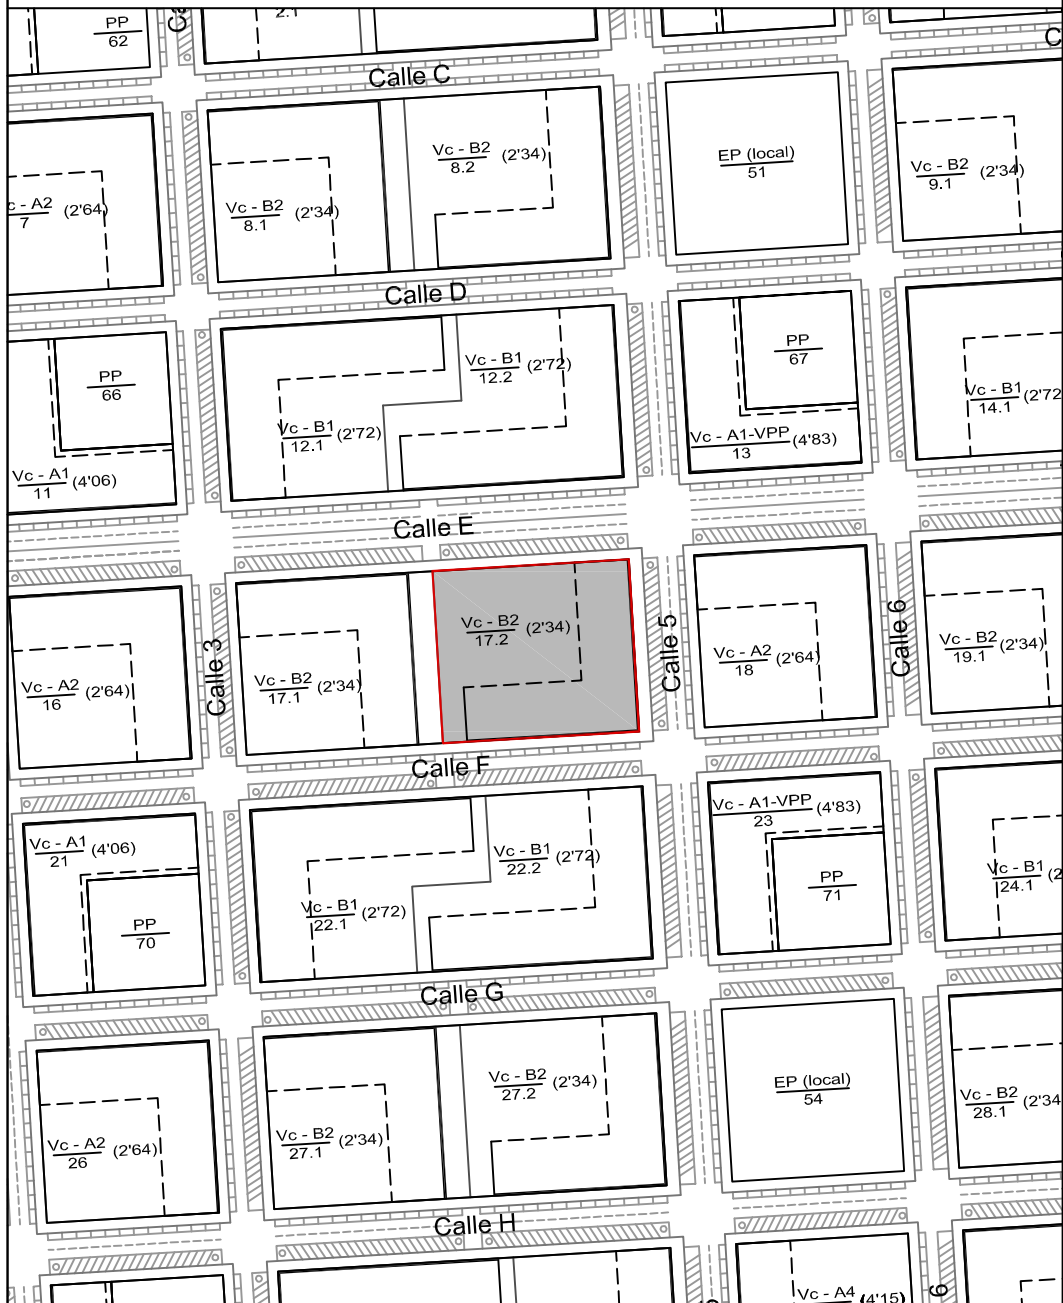 PP
62
2.1
Calle C
Vc - B2 (2'34)
8.2
EP (local)
51
Vc - B2 (2'34)
9.1
c - A2 (2'64)
7
Vc - B2 (2'34)
8.1
Calle D
PP
66
Vc - B1 (2'72)
12.2
PP
67
Vc - B1 (2'72
14.1
Vc - B1 (2'72)
12.1
Vc - A1-VPP (4'83)
13
Vc - A1 (4'06)
11
Calle E
Vc - B2 (2'34)
17.2
Calle 3
Calle 5
Calle 6
Vc - A2 (2'64)
16
Vc - B2 (2'34)
17.1
Vc - A2 (2'64)
18
Vc - B2 (2'34)
19.1
Calle F
Vc - A1 (4'06)
21
Vc - A1-VPP (4'83)
23
Vc - B1 (2'72)
22.2
PP
71
Vc - B1 (2
24.1
Vc - B1 (2'72)
22.1
PP
70
Calle G
Vc - B2 (2'34)
27.2
EP (local)
54
Vc - B2 (2'34
28.1
Vc - A2 (2'64)
26
Vc - B2 (2'34)
27.1
Calle H
Vc - A4 (4'15)
6